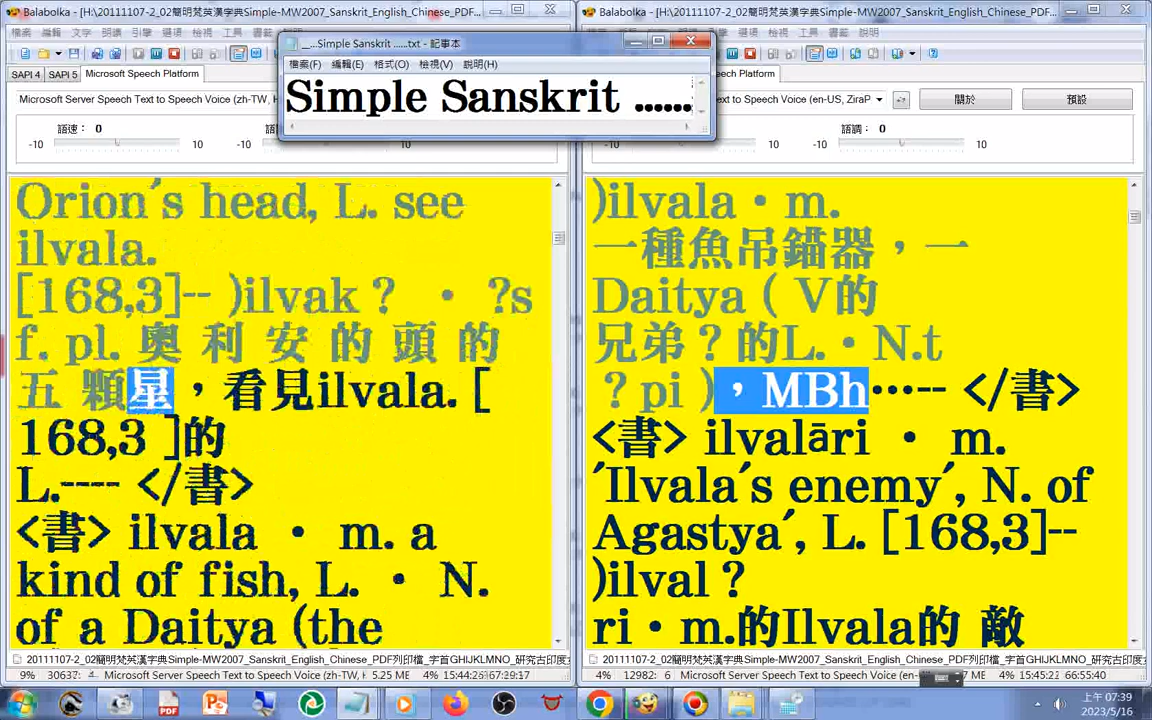 Balabolka - [H:\20111107-2_02簡明梵英漢字典Simple-MW2007_Sanskrit_English_Chinese_PDF...
Balabolka - [H:\20111107-2_02簡明梵英漢字典Simple-MW2007_Sanskrit_English_Chinese_PDF...
__...Simple Sanskrit ......txt - 記事本
檔案(F) 編輯(E) 格式(O) 檢視(V) 說明(H)
Simple Sanskrit ......
SAPI 4 SAPI 5 Microsoft Speech Platform
Speech Platform
Microsoft Server Speech Text to Speech Voice (zh-TW, H
ext to Speech Voice (en-US, ZiraP
關於
預設
語速： 0
-10 10 -10 10
語調： 0
-10 10
Orion's head, L. see
ilvala.
[168,3]-- )ilvak？ • ?s
f. pl. 奧 利 安 的 頭 的
五 顆星，看見ilvala. [
168,3 ]的
L.---- </書>
<書> ilvala • m. a
kind of fish, L. • N.
of a Daitya (the
)ilvala•m.
一種魚吊錨器，一
Daitya ( V的
兄弟？的L.•N.t
？pi )，MBh…-- </書>
<書> ilvalāri • m.
'Ilvala's enemy', N. of
Agastya', L. [168,3]--
)ilval？
ri•m.的Ilvala的 敵
20111107-2_02簡明梵英漢字典Simple-MW2007_Sanskrit_English_Chinese_PDF列印檔_字首GHIJKLMNO_研究古印度
20111107-2_02簡明梵英漢字典Simple-MW2007_Sanskrit_English_Chinese_PDF列印檔_字首GHIJKLMNO_研究古印度
Microsoft Server Speech Text to Speech Voice (zh-TW, H 5.25 ME 4% 15:44:26/67:29:17
4% 12982: 6 Microsoft Server Speech Text to Speech Voice 15:45:22 66:55:40
上午 07:39
2023/5/16